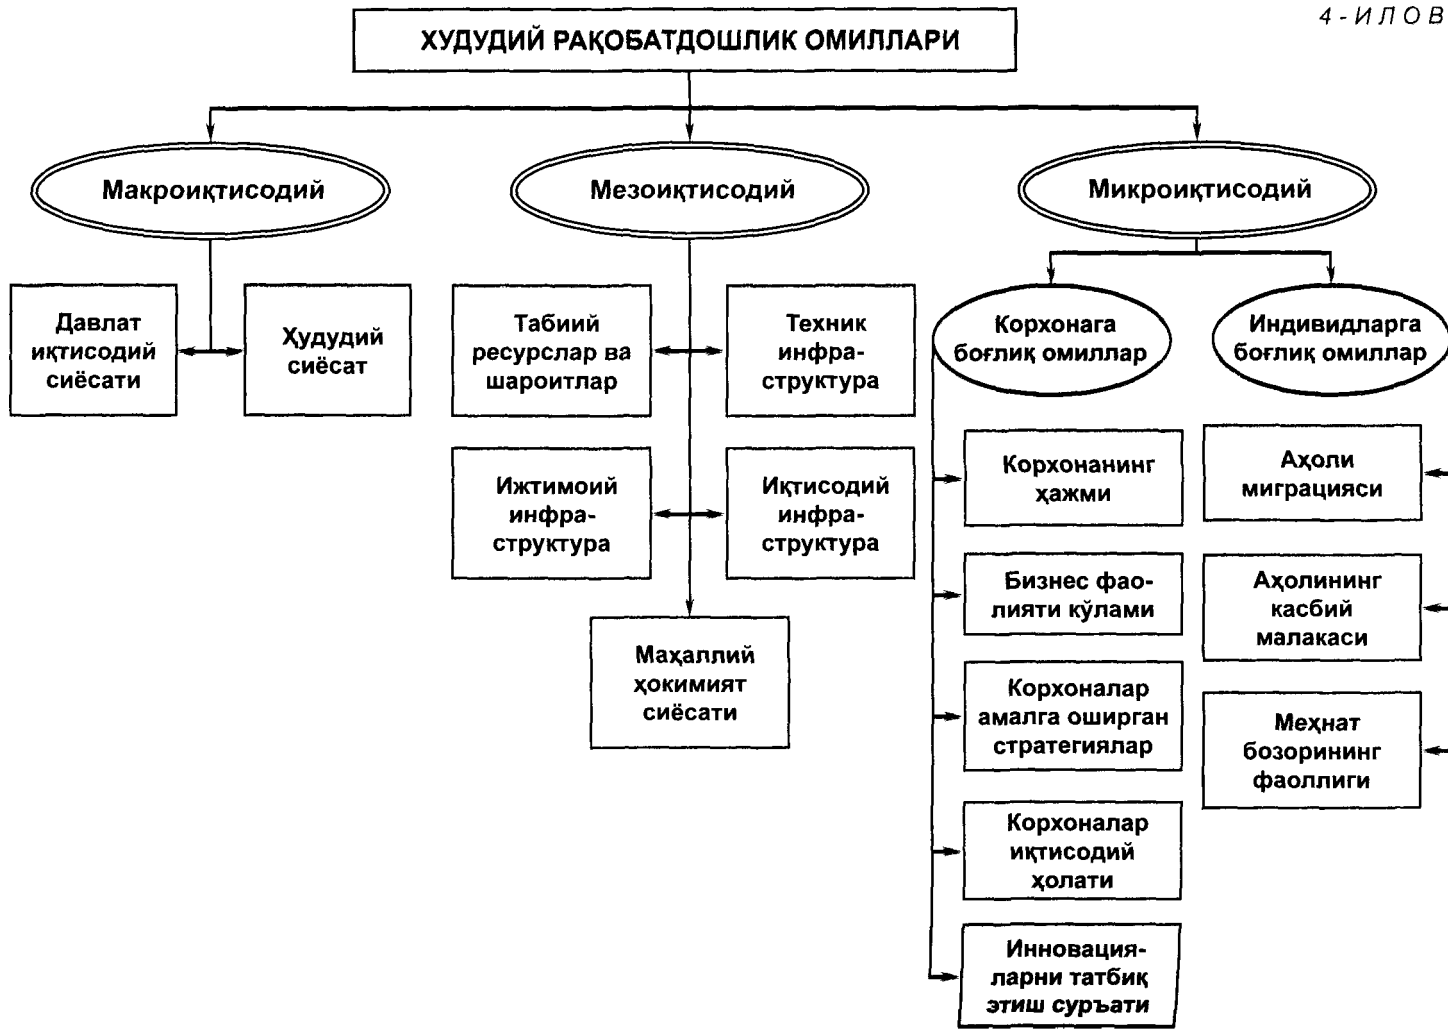 4-ИЛОВ
ХУДУДИЙ РАҚОБАТДОШЛИК ОМИЛЛАРИ
Макроиқтисодий
Мезоиқтисодий
Микроиқтисодий
Давлат
иқтисодий
сиёсати
Ҳудудий
сиёсат
Табиий
ресурслар ва
шароитлар
Техник
инфра-
структура
Ижтимоий
инфра-
структура
Иқтисодий
инфра-
структура
Маҳаллий
ҳокимият
сиёсати
Корхонага
боғлиқ омиллар
Индивидларга
боғлиқ омиллар
Корхонанинг
ҳажми
Бизнес фао-
лияти кўлами
Корхоналар
амалга оширган
стратегиялар
Корхоналар
иқтисодий
ҳолати
Инновация-
ларни татбиқ
этиш суръати
Аҳоли
миграцияси
Аҳолининг
касбий
малакаси
Меҳнат
бозорининг
фаоллиги